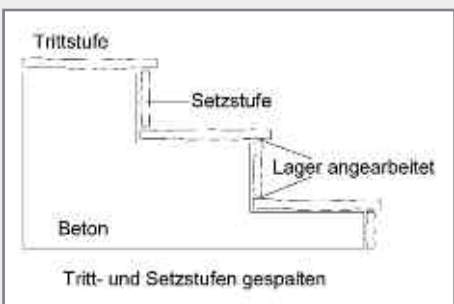 Trittstufe
Setzstufe
Lager angearbeitet
Beton
Tritt- und Setzstufen gespalten